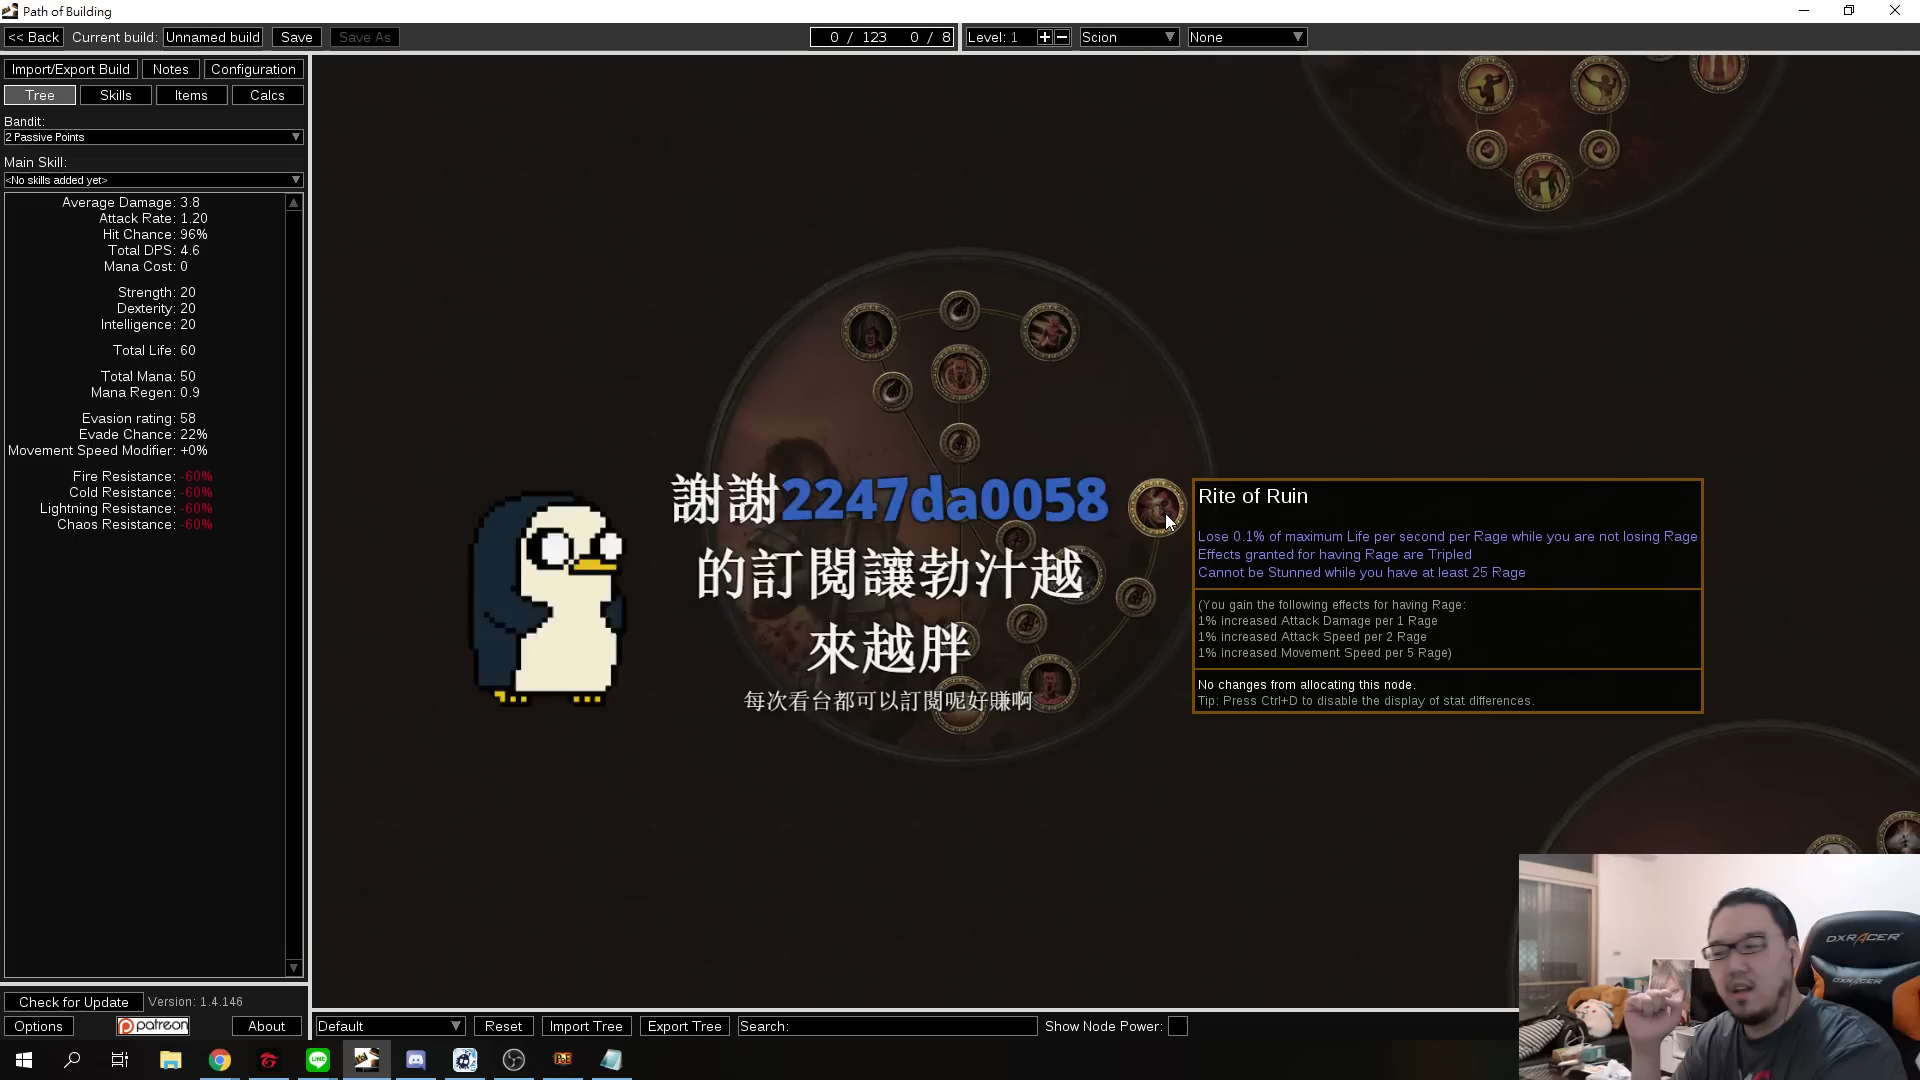 Path of Building
<< Back
Current build:
Unnamed build
Save
Save As
0 / 123 0 / 8
Level: 1
+
−
Scion
None
Import/Export Build
Notes
Configuration
Tree
Skills
Items
Calcs
Bandit:
2 Passive Points
Main Skill:
<No skills added yet>
Average Damage: 3.8
Attack Rate: 1.20
Hit Chance: 96%
Total DPS: 4.6
Mana Cost: 0
Strength: 20
Dexterity: 20
Intelligence: 20
Total Life: 60
Total Mana: 50
Mana Regen: 0.9
Evasion rating: 58
Evade Chance: 22%
Movement Speed Modifier: +0%
Fire Resistance: -60%
Cold Resistance: -60%
Lightning Resistance: -60%
Chaos Resistance: -60%
謝謝2247da0058
的訂閱讓勃汁越
來越胖
每次看台都可以訂閱呢好賺啊
Rite of Ruin
Lose 0.1% of maximum Life per second per Rage while you are not losing Rage
Effects granted for having Rage are Tripled
Cannot be Stunned while you have at least 25 Rage
(You gain the following effects for having Rage:
1% increased Attack Damage per 1 Rage
1% increased Attack Speed per 2 Rage
1% increased Movement Speed per 5 Rage)
No changes from allocating this node.
Tip: Press Ctrl+D to disable the display of stat differences.
DXRACER
DXRACER
Check for Update
Version: 1.4.146
Options
patreon
About
Default
Reset
Import Tree
Export Tree
Search:
Show Node Power:
LINE
PoE